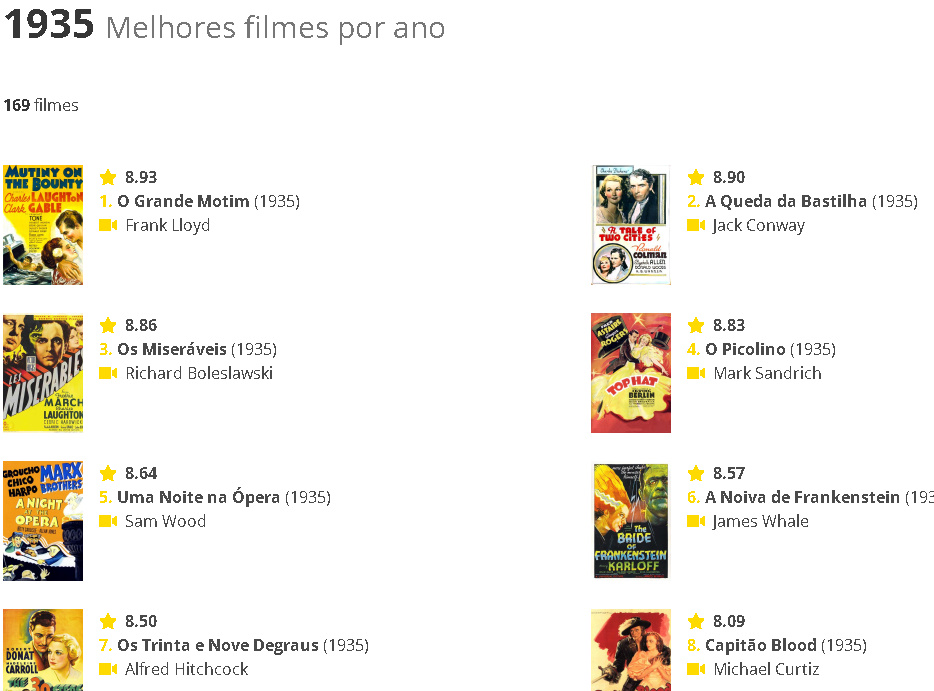 1935 Melhores filmes por ano
169 filmes
MUTINY ON
THE BOUNTY
Charles LAUGHTON
Clark GABLE
TONE
8.93
1. O Grande Motim (1935)
Frank Lloyd
A TALE OF
TWO CITIES
Ronald
COLMAN
ALLEN
8.90
2. A Queda da Bastilha (1935)
Jack Conway
LES
MISERABLES
MARCH
LAUGHTON
8.86
3. Os Miseráveis (1935)
Richard Boleslawski
ASTAIRE
ROGERS
TOP HAT
BERLIN
8.83
4. O Picolino (1935)
Mark Sandrich
GROUCHO
CHICO
HARPO
MARX
BROTHERS
A NIGHT
AT THE
OPERA
8.64
5. Uma Noite na Ópera (1935)
Sam Wood
The
BRIDE
OF
FRANKENSTEIN
KARLOFF
8.57
6. A Noiva de Frankenstein (193
James Whale
ROBERT
DONAT
MADELEINE
CARROLL
8.50
7. Os Trinta e Nove Degraus (1935)
Alfred Hitchcock
8.09
8. Capitão Blood (1935)
Michael Curtiz